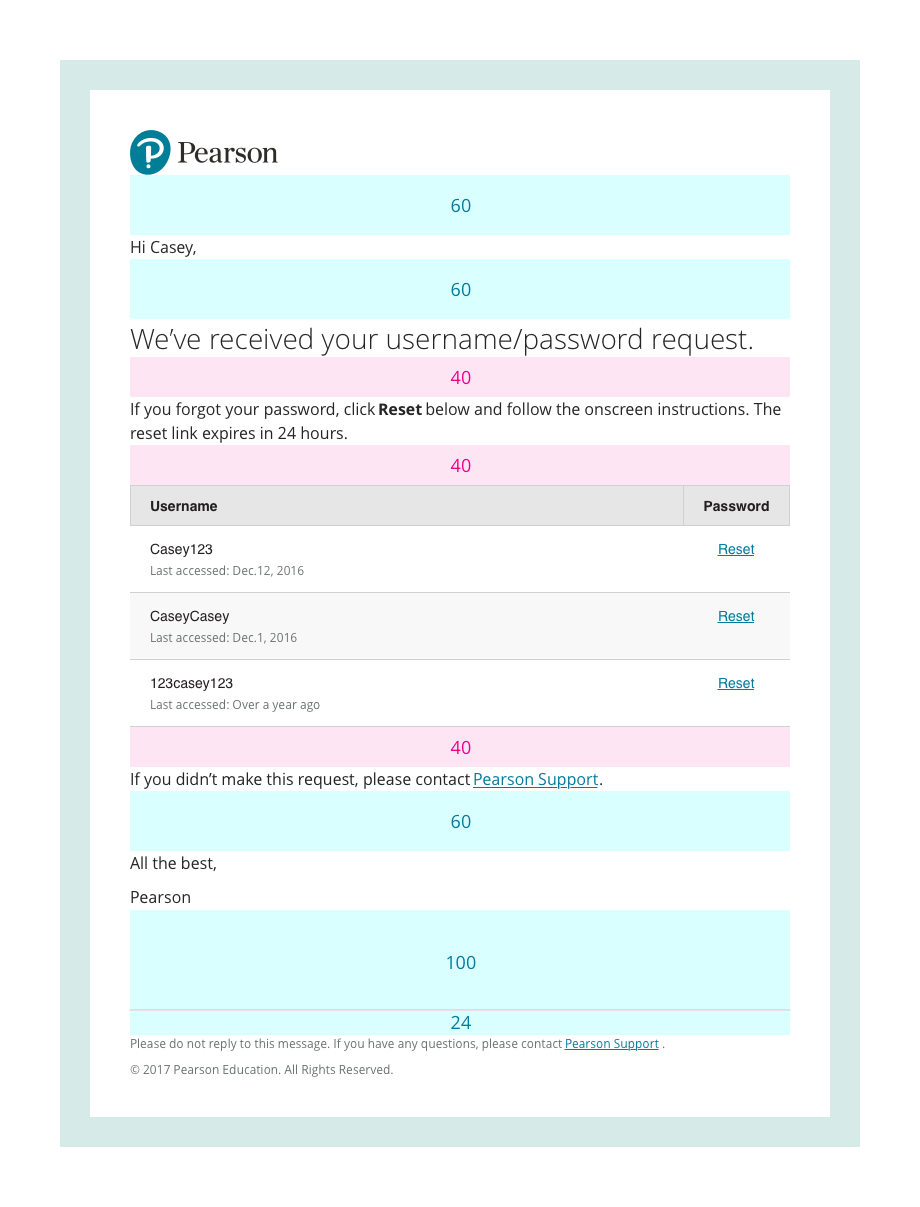 Pearson
60
Hi Casey,
60
We’ve received your username/password request.
40
If you forgot your password, click Reset below and follow the onscreen instructions. The
reset link expires in 24 hours.
40
Username Password
Casey123 Reset
Last accessed: Dec.12, 2016
CaseyCasey Reset
Last accessed: Dec.1, 2016
123casey123 Reset
Last accessed: Over a year ago
40
If you didn’t make this request, please contact Pearson Support.
60
All the best,
Pearson
100
24
Please do not reply to this message. If you have any questions, please contact Pearson Support .
© 2017 Pearson Education. All Rights Reserved.